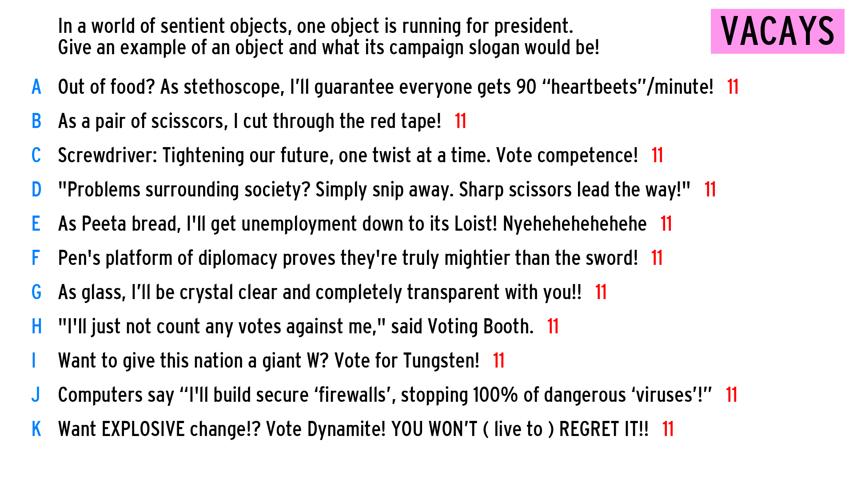 In a world of sentient objects, one object is running for president.
Give an example of an object and what its campaign slogan would be!
VACAYS
A Out of food? As stethoscope, I'll guarantee everyone gets 90 “heartbeets”/minute! 11
B As a pair of scisscors, I cut through the red tape! 11
C Screwdriver: Tightening our future, one twist at a time. Vote competence! 11
D "Problems surrounding society? Simply snip away. Sharp scissors lead the way!" 11
E As Peeta bread, I'll get unemployment down to its Loist! Nyehehehehehehe 11
F Pen's platform of diplomacy proves they're truly mightier than the sword! 11
G As glass, I’ll be crystal clear and completely transparent with you!! 11
H "I'll just not count any votes against me," said Voting Booth. 11
I Want to give this nation a giant W? Vote for Tungsten! 11
J Computers say “I'll build secure ‘firewalls’, stopping 100% of dangerous ‘viruses’!” 11
K Want EXPLOSIVE change!? Vote Dynamite! YOU WON’T ( live to ) REGRET IT!! 11